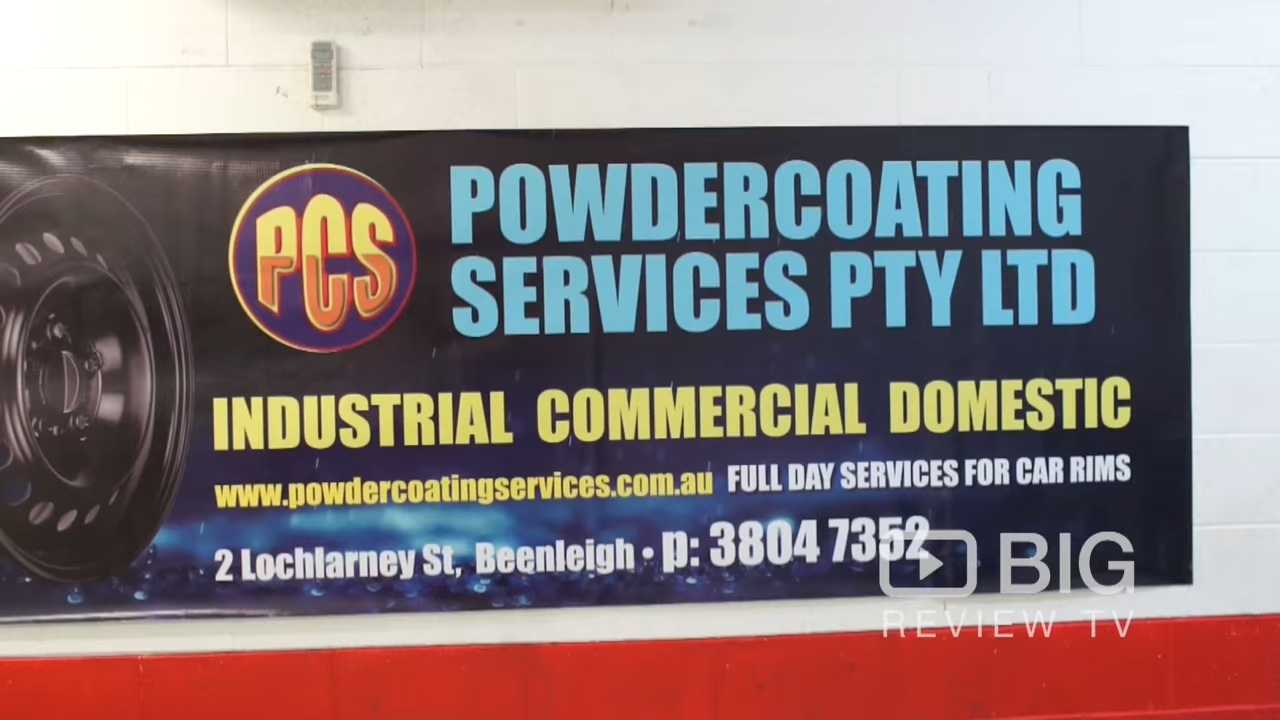 PCS
POWDERCOATING
SERVICES PTY LTD
INDUSTRIAL COMMERCIAL DOMESTIC
www.powdercoatingservices.com.au FULL DAY SERVICES FOR CAR RIMS
2 Lochlarney St, Beenleigh • p: 3804 7352
BIG
REVIEW TV